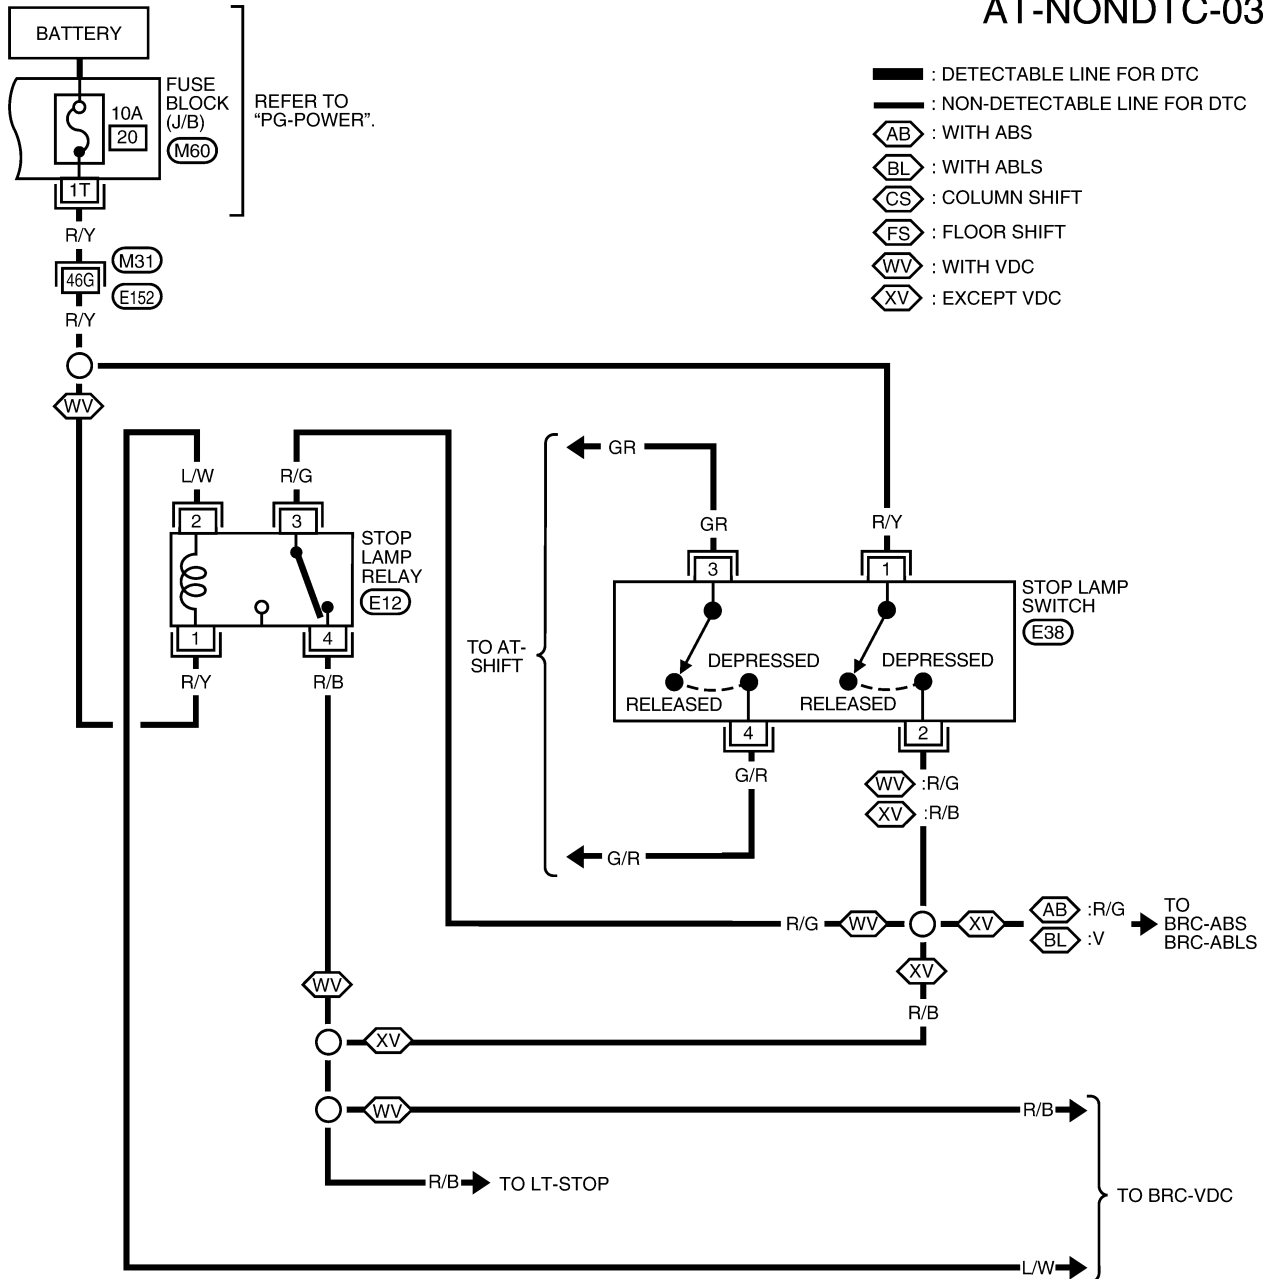 AT-NONDTC-03
BATTERY
FUSE
BLOCK
(J/B)
M60
10A
20
REFER TO
"PG-POWER".
1T
R/Y
46G
M31
E152
R/Y
WV
: DETECTABLE LINE FOR DTC
: NON-DETECTABLE LINE FOR DTC
AB : WITH ABS
BL : WITH ABLS
CS : COLUMN SHIFT
FS : FLOOR SHIFT
WV : WITH VDC
XV : EXCEPT VDC
L/W
R/G
2
3
STOP
LAMP
RELAY
E12
1
4
R/Y
R/B
GR
GR
R/Y
3
1
STOP LAMP
SWITCH
E38
TO AT-
SHIFT
DEPRESSED
DEPRESSED
RELEASED
RELEASED
4
2
G/R
WV :R/G
XV :R/B
G/R
R/G
WV
XV
AB :R/G
BL :V
TO
BRC-ABS
BRC-ABLS
XV
R/B
WV
XV
WV
R/B
R/B
TO LT-STOP
TO BRC-VDC
L/W